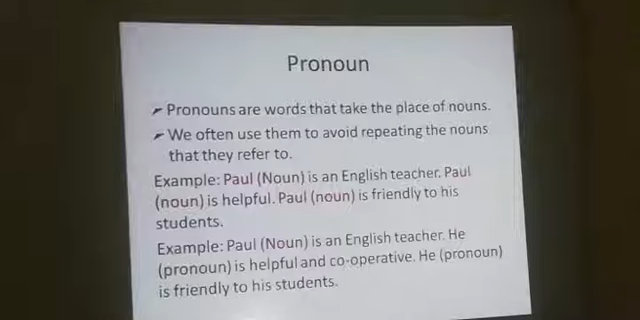 Pronoun
➤ Pronouns are words that take the place of nouns.
➤ We often use them to avoid repeating the nouns
that they refer to.
Example: Paul (Noun) is an English teacher. Paul
(noun) is helpful. Paul (noun) is friendly to his
students.
Example: Paul (Noun) is an English teacher. He
(pronoun) is helpful and co-operative. He (pronoun)
is friendly to his students.